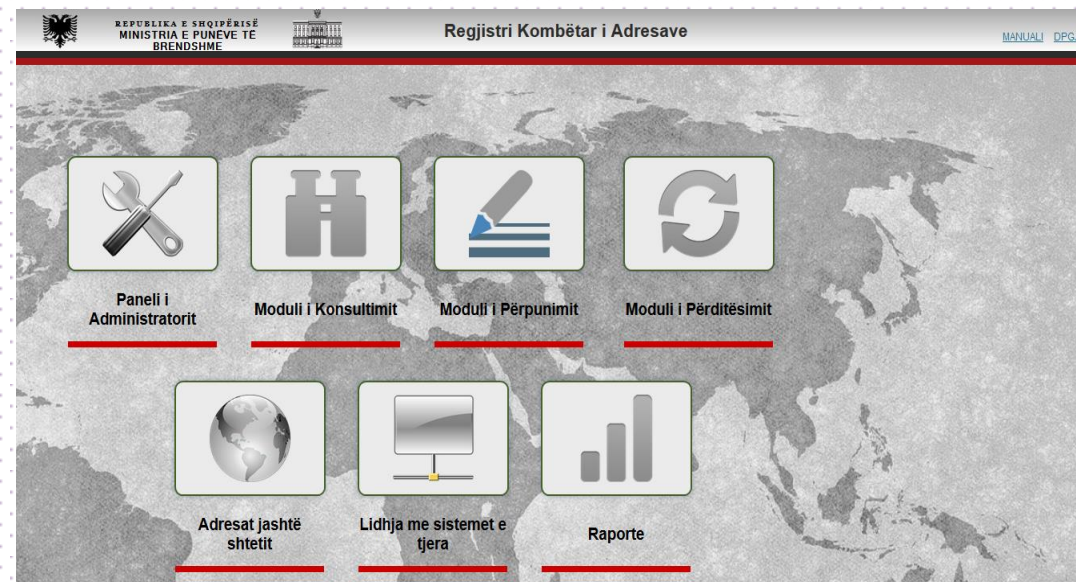 REPUBLIKA E SHQIPËRISË
MINISTRIA E PUNËVE TË
BRENDSHME
Regjistri Kombëtar i Adresave
MANUALI DPG
Paneli i
Administratorit
Moduli i Konsultimit
Moduli i Përpunimit
Moduli i Përditësimit
Adresat jashtë
shtetit
Lidhja me sistemet e
tjera
Raporte